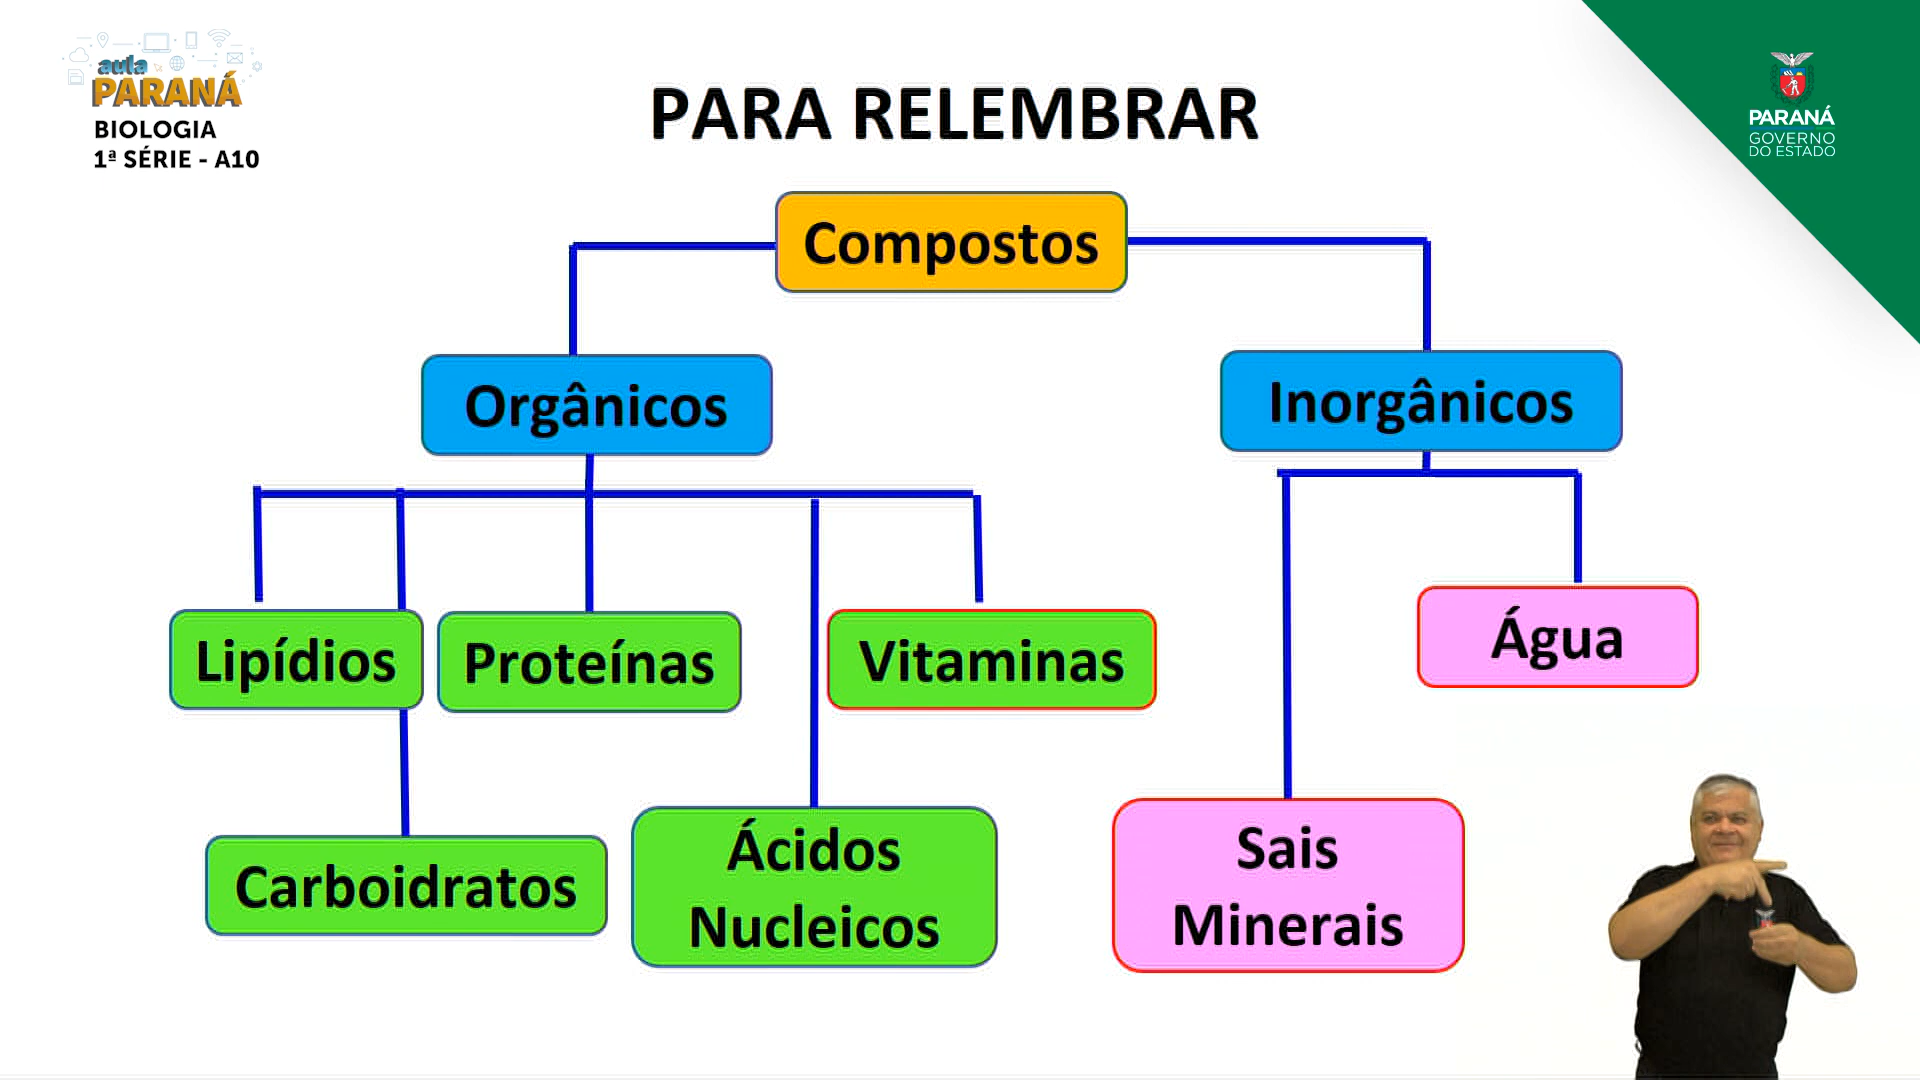 aula
PARANÁ
BIOLOGIA
1ª SÉRIE - A10
PARA RELEMBRAR
PARANÁ
GOVERNO
DO ESTADO
Compostos
Orgânicos
Inorgânicos
Lipídios
Proteínas
Vitaminas
Água
Carboidratos
Ácidos
Nucleicos
Sais
Minerais